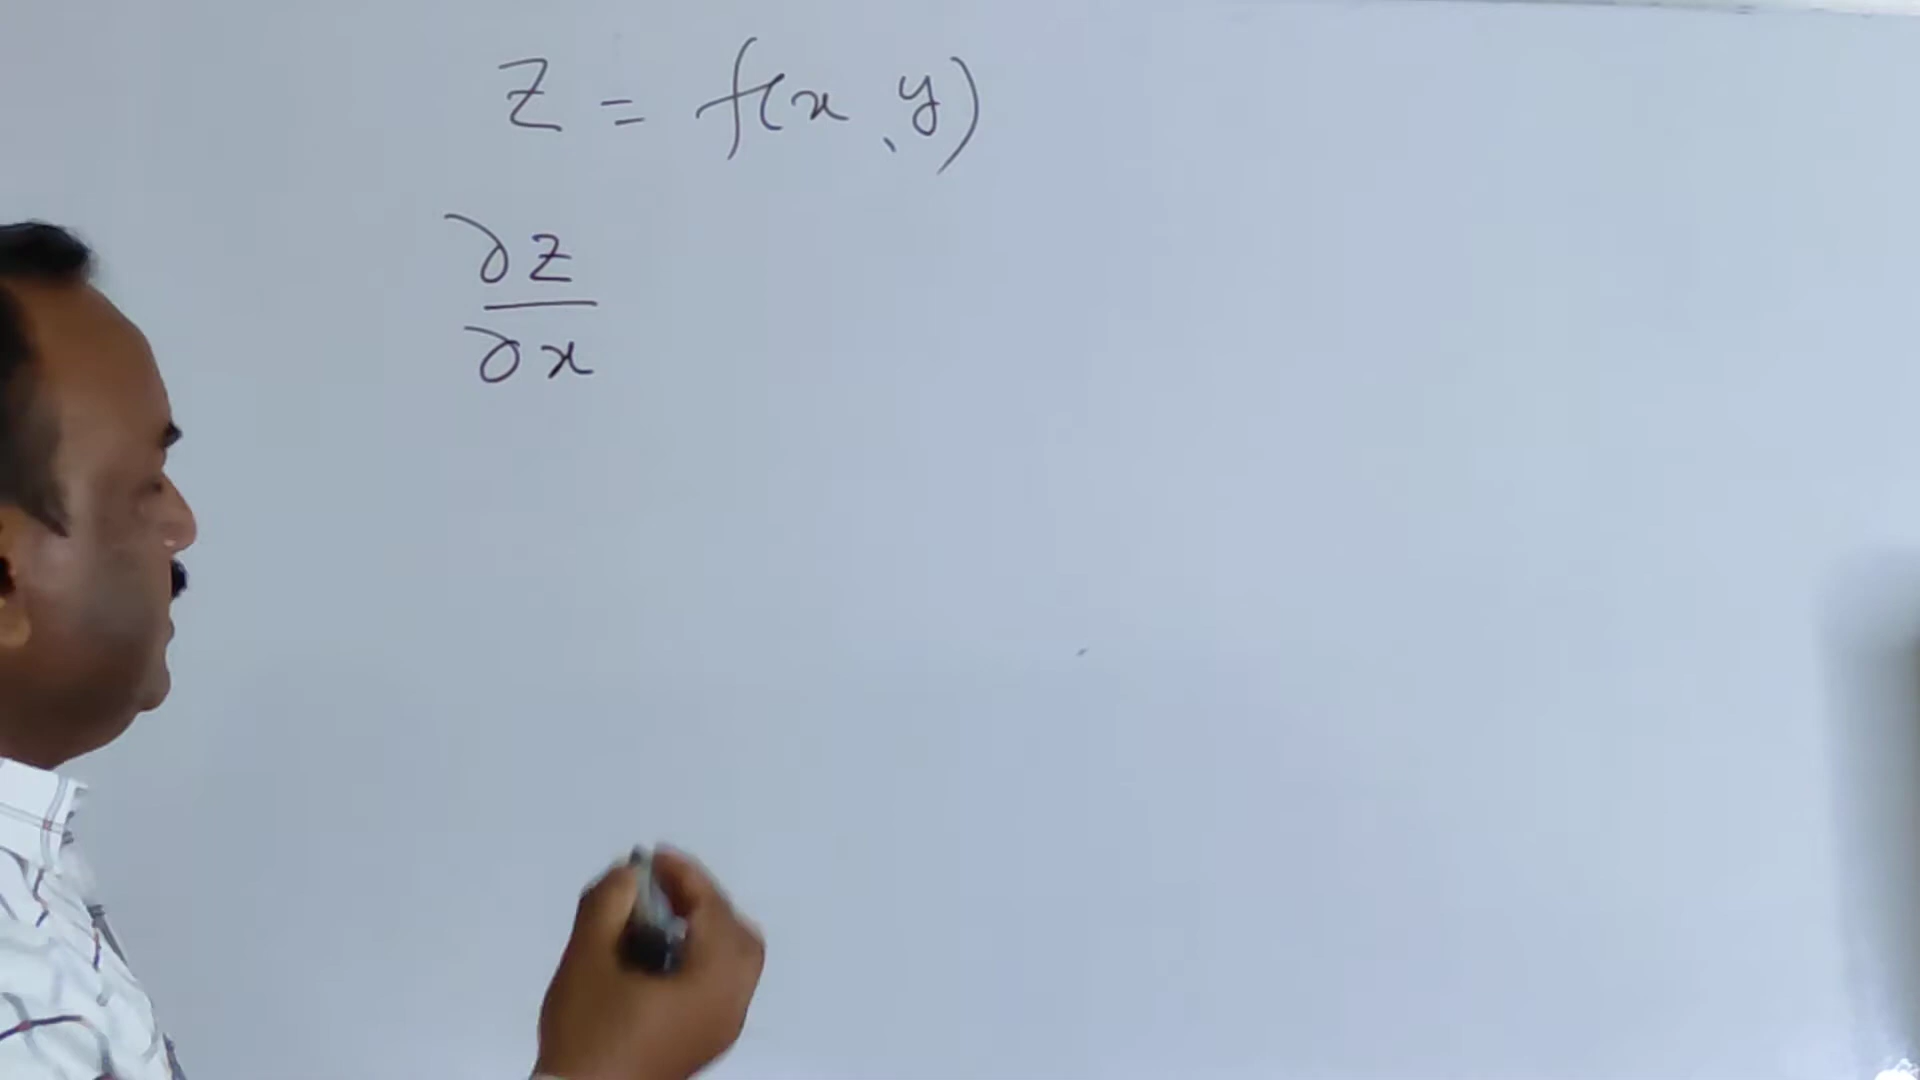 z = f(x, y)
∂z
∂x